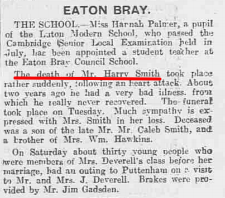 EATON BRAY.
THE SCHOOL.—Miss Hannah Palmer, a pupil
of the Luton Modern School, who passed the
Cambridge Senior Local Examination held in
July, has been appointed a student teacher at
the Eaton Bray Council School.
The death of Mr. Harry Smith took place
rather suddenly, following an heart attack. About
two years ago he had a very bad illness, from
which he really never recovered. The funeral
took place on Tuesday. Much sympathy is ex-
pressed with Mrs. Smith in her loss. Deceased
was a son of the late Mr. Mr. Caleb Smith, and
a brother of Mrs. Wm. Hawkins.
On Saturday about thirty young people who
were members of Mrs. Deverell's class before her
marriage, had an outing to Puttenham on a visit
to Mr. and Mrs. J. Deverell. Brakes were pro-
vided by Mr. Jim Gadsden.